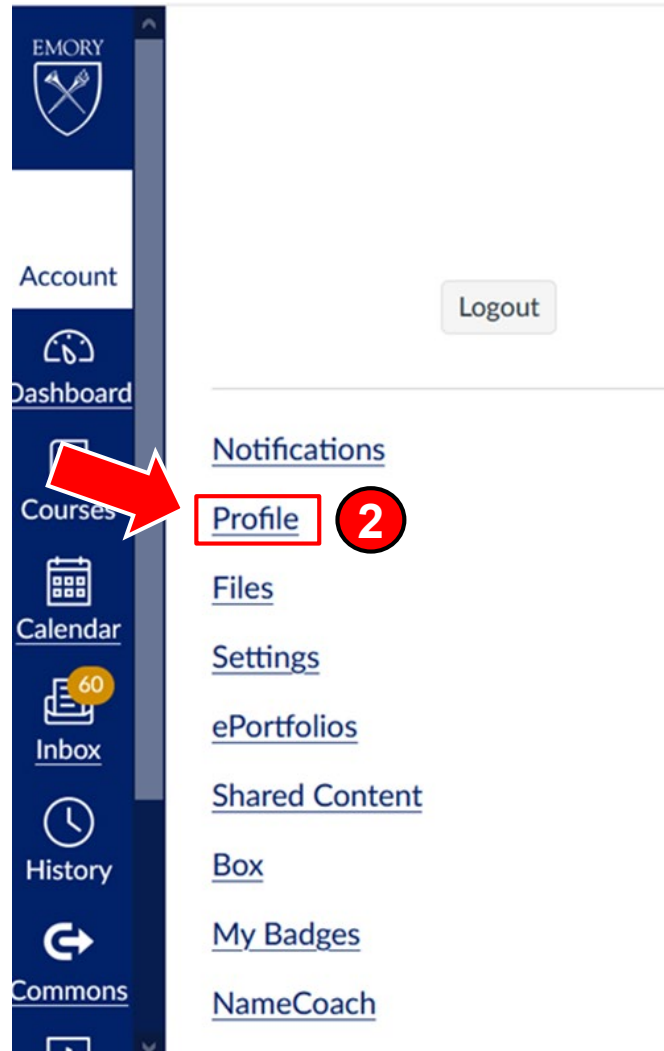 EMORY
Account
Dashboard
Courses
Calendar
60
Inbox
History
Commons
Logout
Notifications
Profile
2
Files
Settings
ePortfolios
Shared Content
Box
My Badges
NameCoach